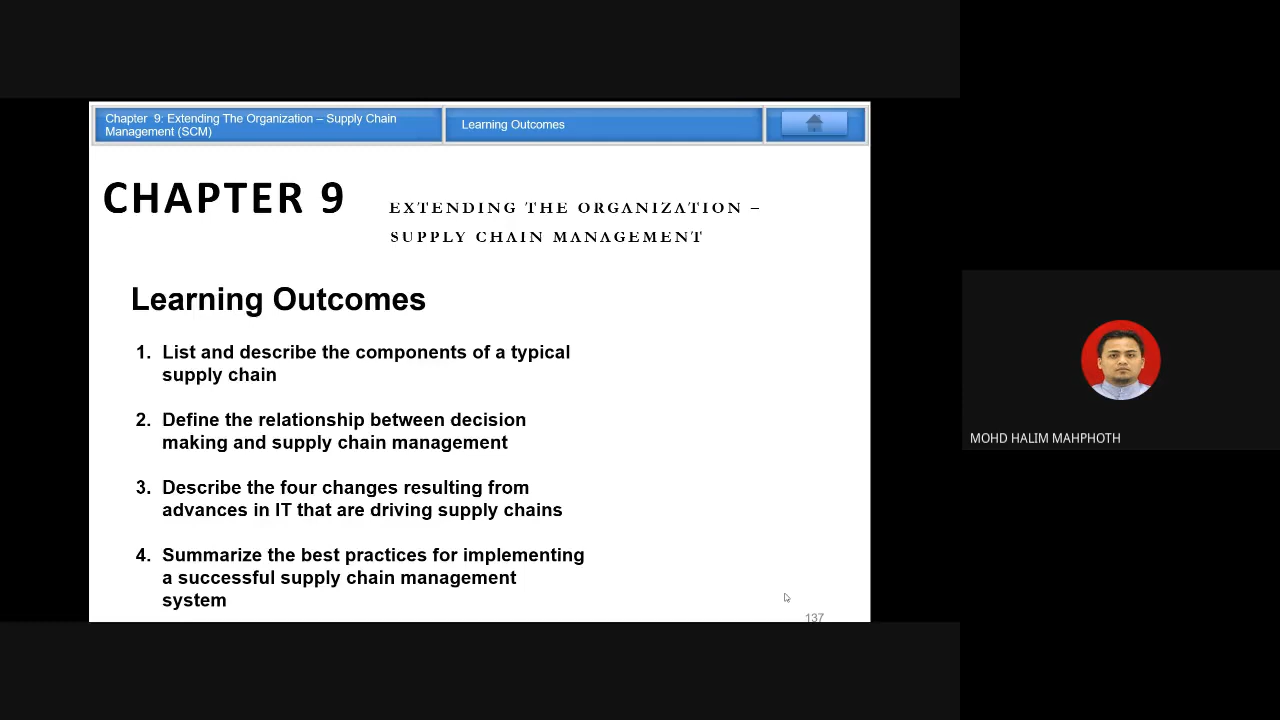 Chapter 9: Extending The Organization – Supply Chain
Management (SCM)
Learning Outcomes
CHAPTER 9
EXTENDING THE ORGANIZATION –
SUPPLY CHAIN MANAGEMENT
Learning Outcomes
1. List and describe the components of a typical
supply chain
2. Define the relationship between decision
making and supply chain management
3. Describe the four changes resulting from
advances in IT that are driving supply chains
4. Summarize the best practices for implementing
a successful supply chain management
system
137
MOHD HALIM MAHPHOTH